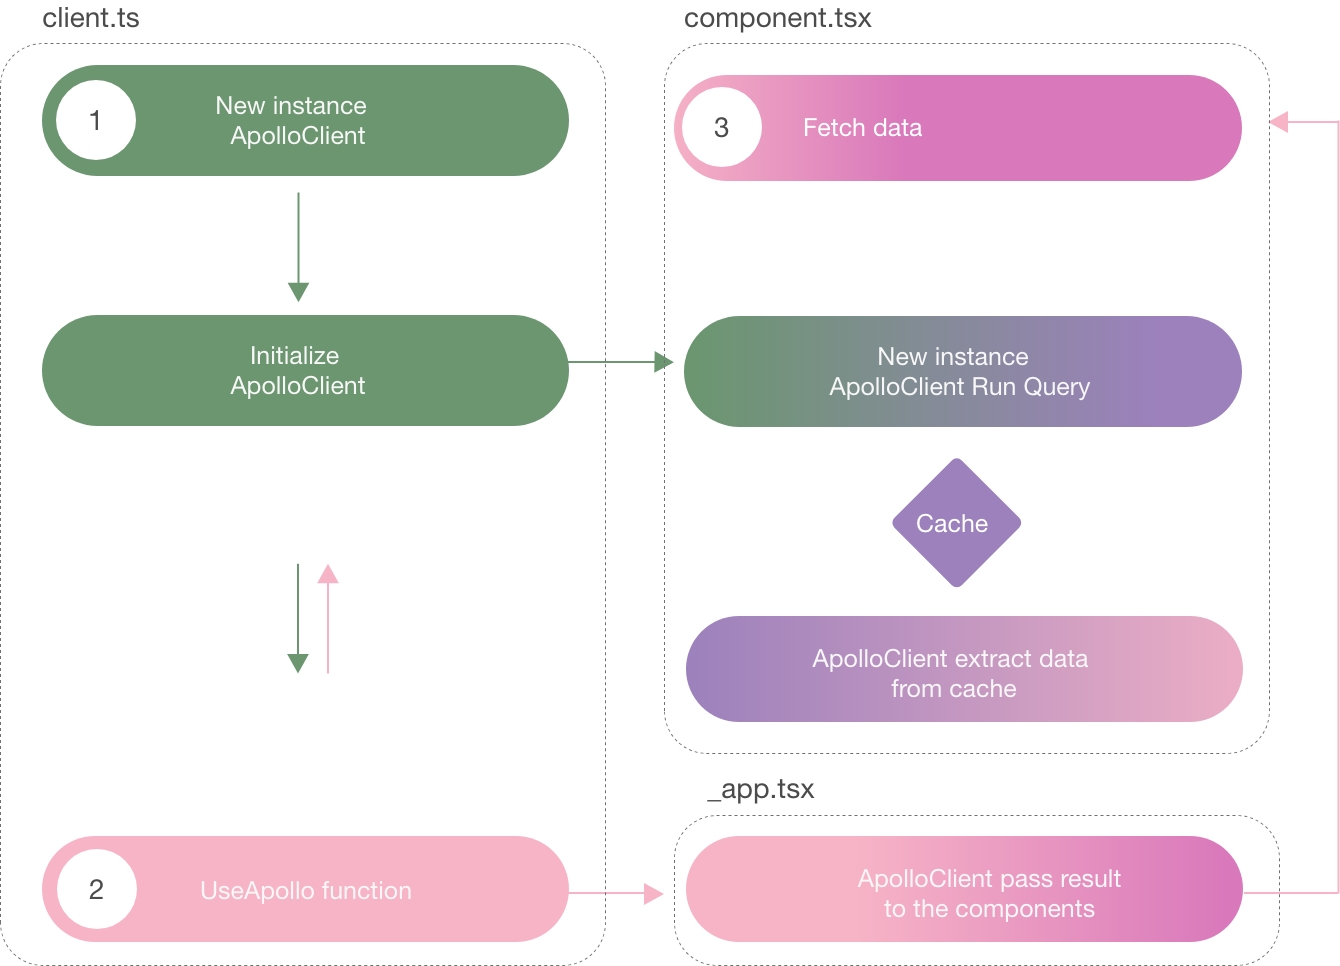 client.ts
1
New instance
ApolloClient
Initialize
ApolloClient
2
UseApollo function
component.tsx
3
Fetch data
New instance
ApolloClient Run Query
Cache
ApolloClient extract data
from cache
_app.tsx
ApolloClient pass result
to the components